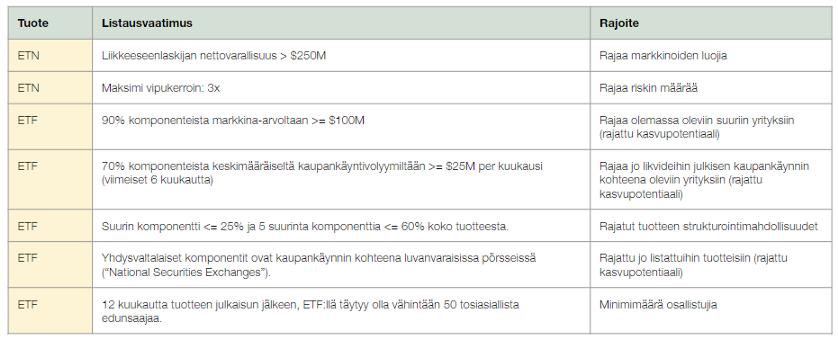 Tuote Listausvaatimus Rajoite
ETN Liikkeeseenlaskijan nettovarallisuus > $250M Rajaa markkinoiden luojia
ETN Maksimi vipukerroin: 3x Rajaa riskin määrää
ETF 90% komponenteista markkina-arvoltaan >= $100M Rajaa olemassa oleviin suuriin yrityksiin
(rajattu kasvupotentiaali)
ETF 70% komponenteista keskimääräiseltä kaupankäyntivolyymiltään >= $25M per kuukausi
(viimeiset 6 kuukautta)
Rajaa jo likvideihin julkisen kaupankäynnin
kohteena oleviin yrityksiin (rajattu
kasvupotentiaali)
ETF Suurin komponentti <= 25% ja 5 suurinta komponenttia <= 60% koko tuotteesta. Rajatut tuotteen strukturointimahdollisuudet
ETF Yhdysvaltalaiset komponentit ovat kaupankäynnin kohteena luvanvaraisissa pörsseissä
("National Securities Exchanges").
Rajattu jo listattuihin tuotteisiin (rajattu
kasvupotentiaali)
ETF 12 kuukautta tuotteen julkaisun jälkeen, ETF:llä täytyy olla vähintään 50 tosiasiallista
edunsaajaa.
Minimimäärä osallistujia